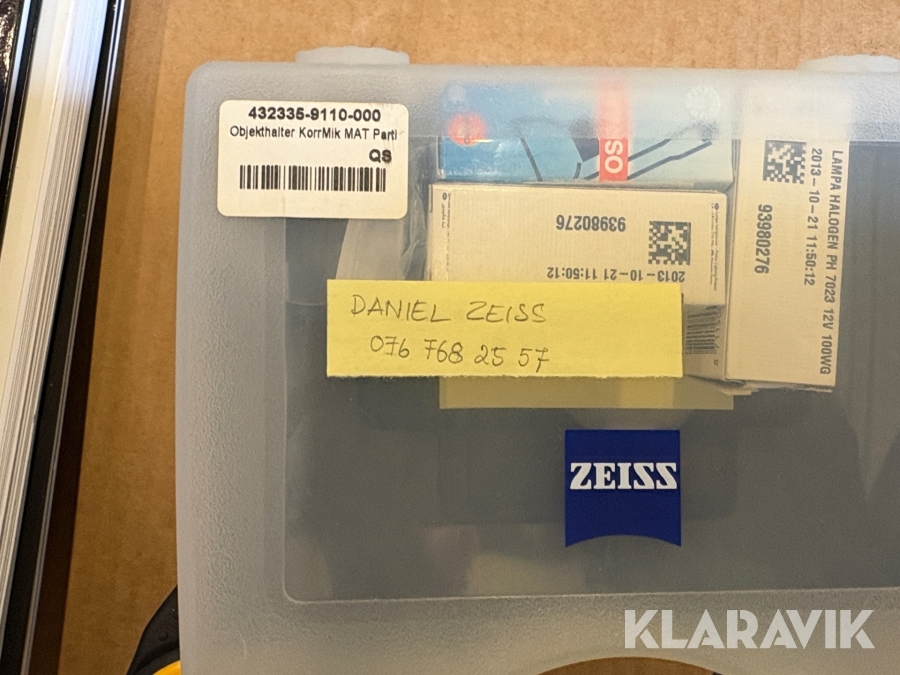 432335-9110-000
Objekthalter KorrMik MAT Parti
QS
OSR
LAMPA HALOGEN PH 7023 12V 100WG
2013-10-21 11:50:12
93980276
93980276
2013-10-21 11:50:12
DANIEL ZEISS
076 768 25 57
ZEISS
KLARAVIK